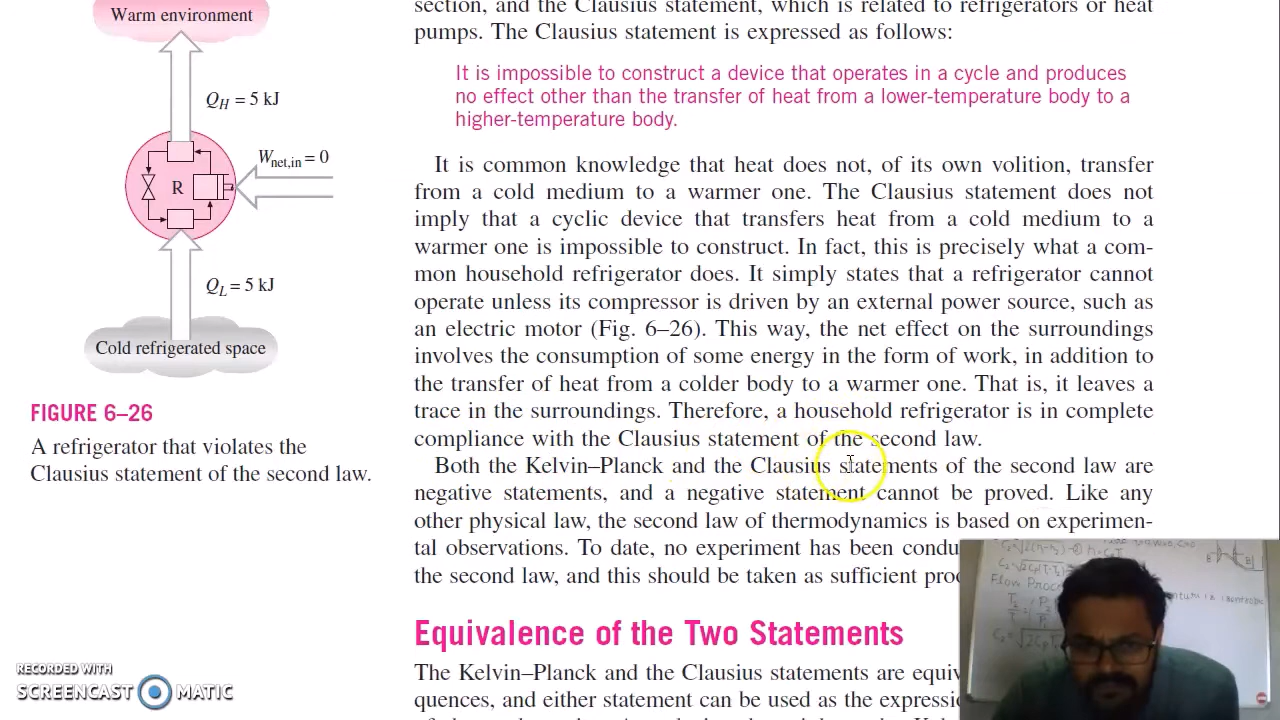 Warm environment
Q_H = 5 kJ
W_net,in = 0
R
Q_L = 5 kJ
Cold refrigerated space
FIGURE 6–26
A refrigerator that violates the
Clausius statement of the second law.
section, and the Clausius statement, which is related to refrigerators or heat
pumps. The Clausius statement is expressed as follows:
It is impossible to construct a device that operates in a cycle and produces
no effect other than the transfer of heat from a lower-temperature body to a
higher-temperature body.
It is common knowledge that heat does not, of its own volition, transfer
from a cold medium to a warmer one. The Clausius statement does not
imply that a cyclic device that transfers heat from a cold medium to a
warmer one is impossible to construct. In fact, this is precisely what a com-
mon household refrigerator does. It simply states that a refrigerator cannot
operate unless its compressor is driven by an external power source, such as
an electric motor (Fig. 6–26). This way, the net effect on the surroundings
involves the consumption of some energy in the form of work, in addition to
the transfer of heat from a colder body to a warmer one. That is, it leaves a
trace in the surroundings. Therefore, a household refrigerator is in complete
compliance with the Clausius statement of the second law.
Both the Kelvin–Planck and the Clausius statements of the second law are
negative statements, and a negative statement cannot be proved. Like any
other physical law, the second law of thermodynamics is based on experimen-
tal observations. To date, no experiment has been
the second law, and this should be taken as sufficient
Equivalence of the Two Statements
The Kelvin–Planck and the Clausius statements are
quences, and either statement can be used as the
Flow
RECORDED WITH
SCREENCAST MATIC